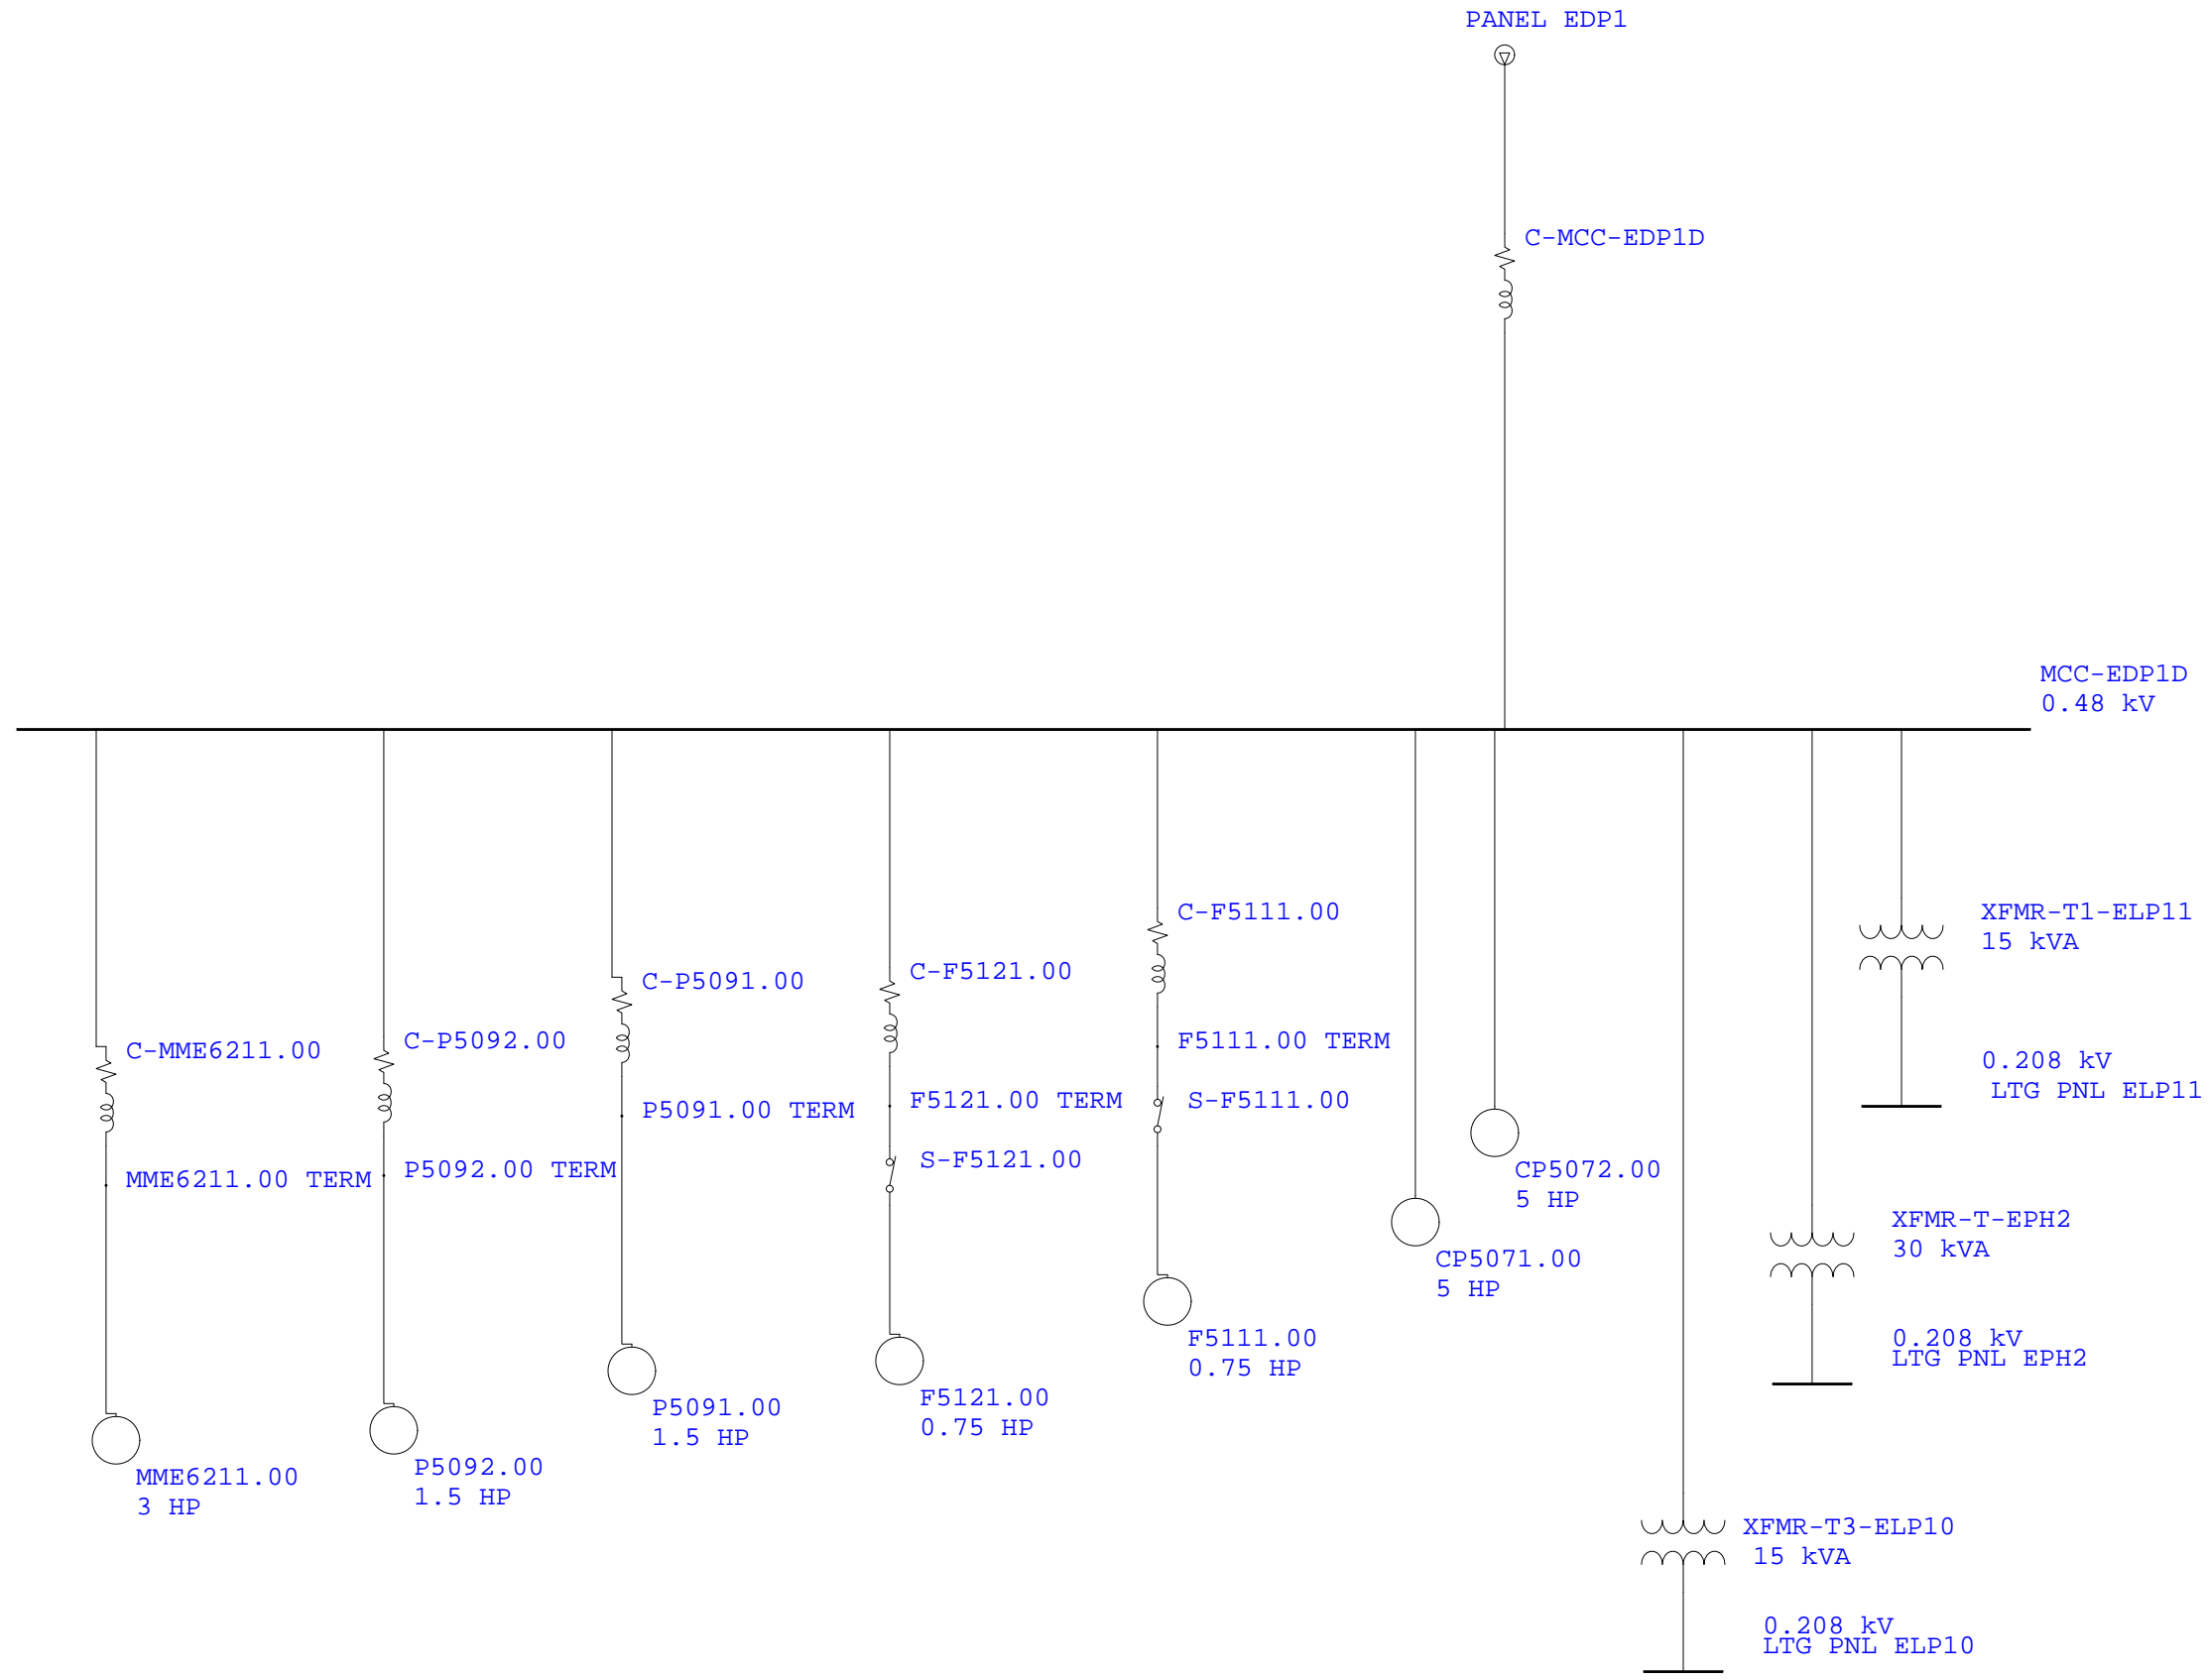 PANEL EDP1
C-MCC-EDP1D
MCC-EDP1D
0.48 kV
C-MME6211.00
MME6211.00 TERM
MME6211.00
3 HP
C-P5092.00
P5092.00 TERM
P5092.00
1.5 HP
C-P5091.00
P5091.00 TERM
P5091.00
1.5 HP
C-F5121.00
F5121.00 TERM
S-F5121.00
F5121.00
0.75 HP
C-F5111.00
F5111.00 TERM
S-F5111.00
F5111.00
0.75 HP
CP5071.00
5 HP
CP5072.00
5 HP
XFMR-T3-ELP10
15 kVA
0.208 kV
LTG PNL ELP10
XFMR-T-EPH2
30 kVA
0.208 kV
LTG PNL EPH2
XFMR-T1-ELP11
15 kVA
0.208 kV
LTG PNL ELP11